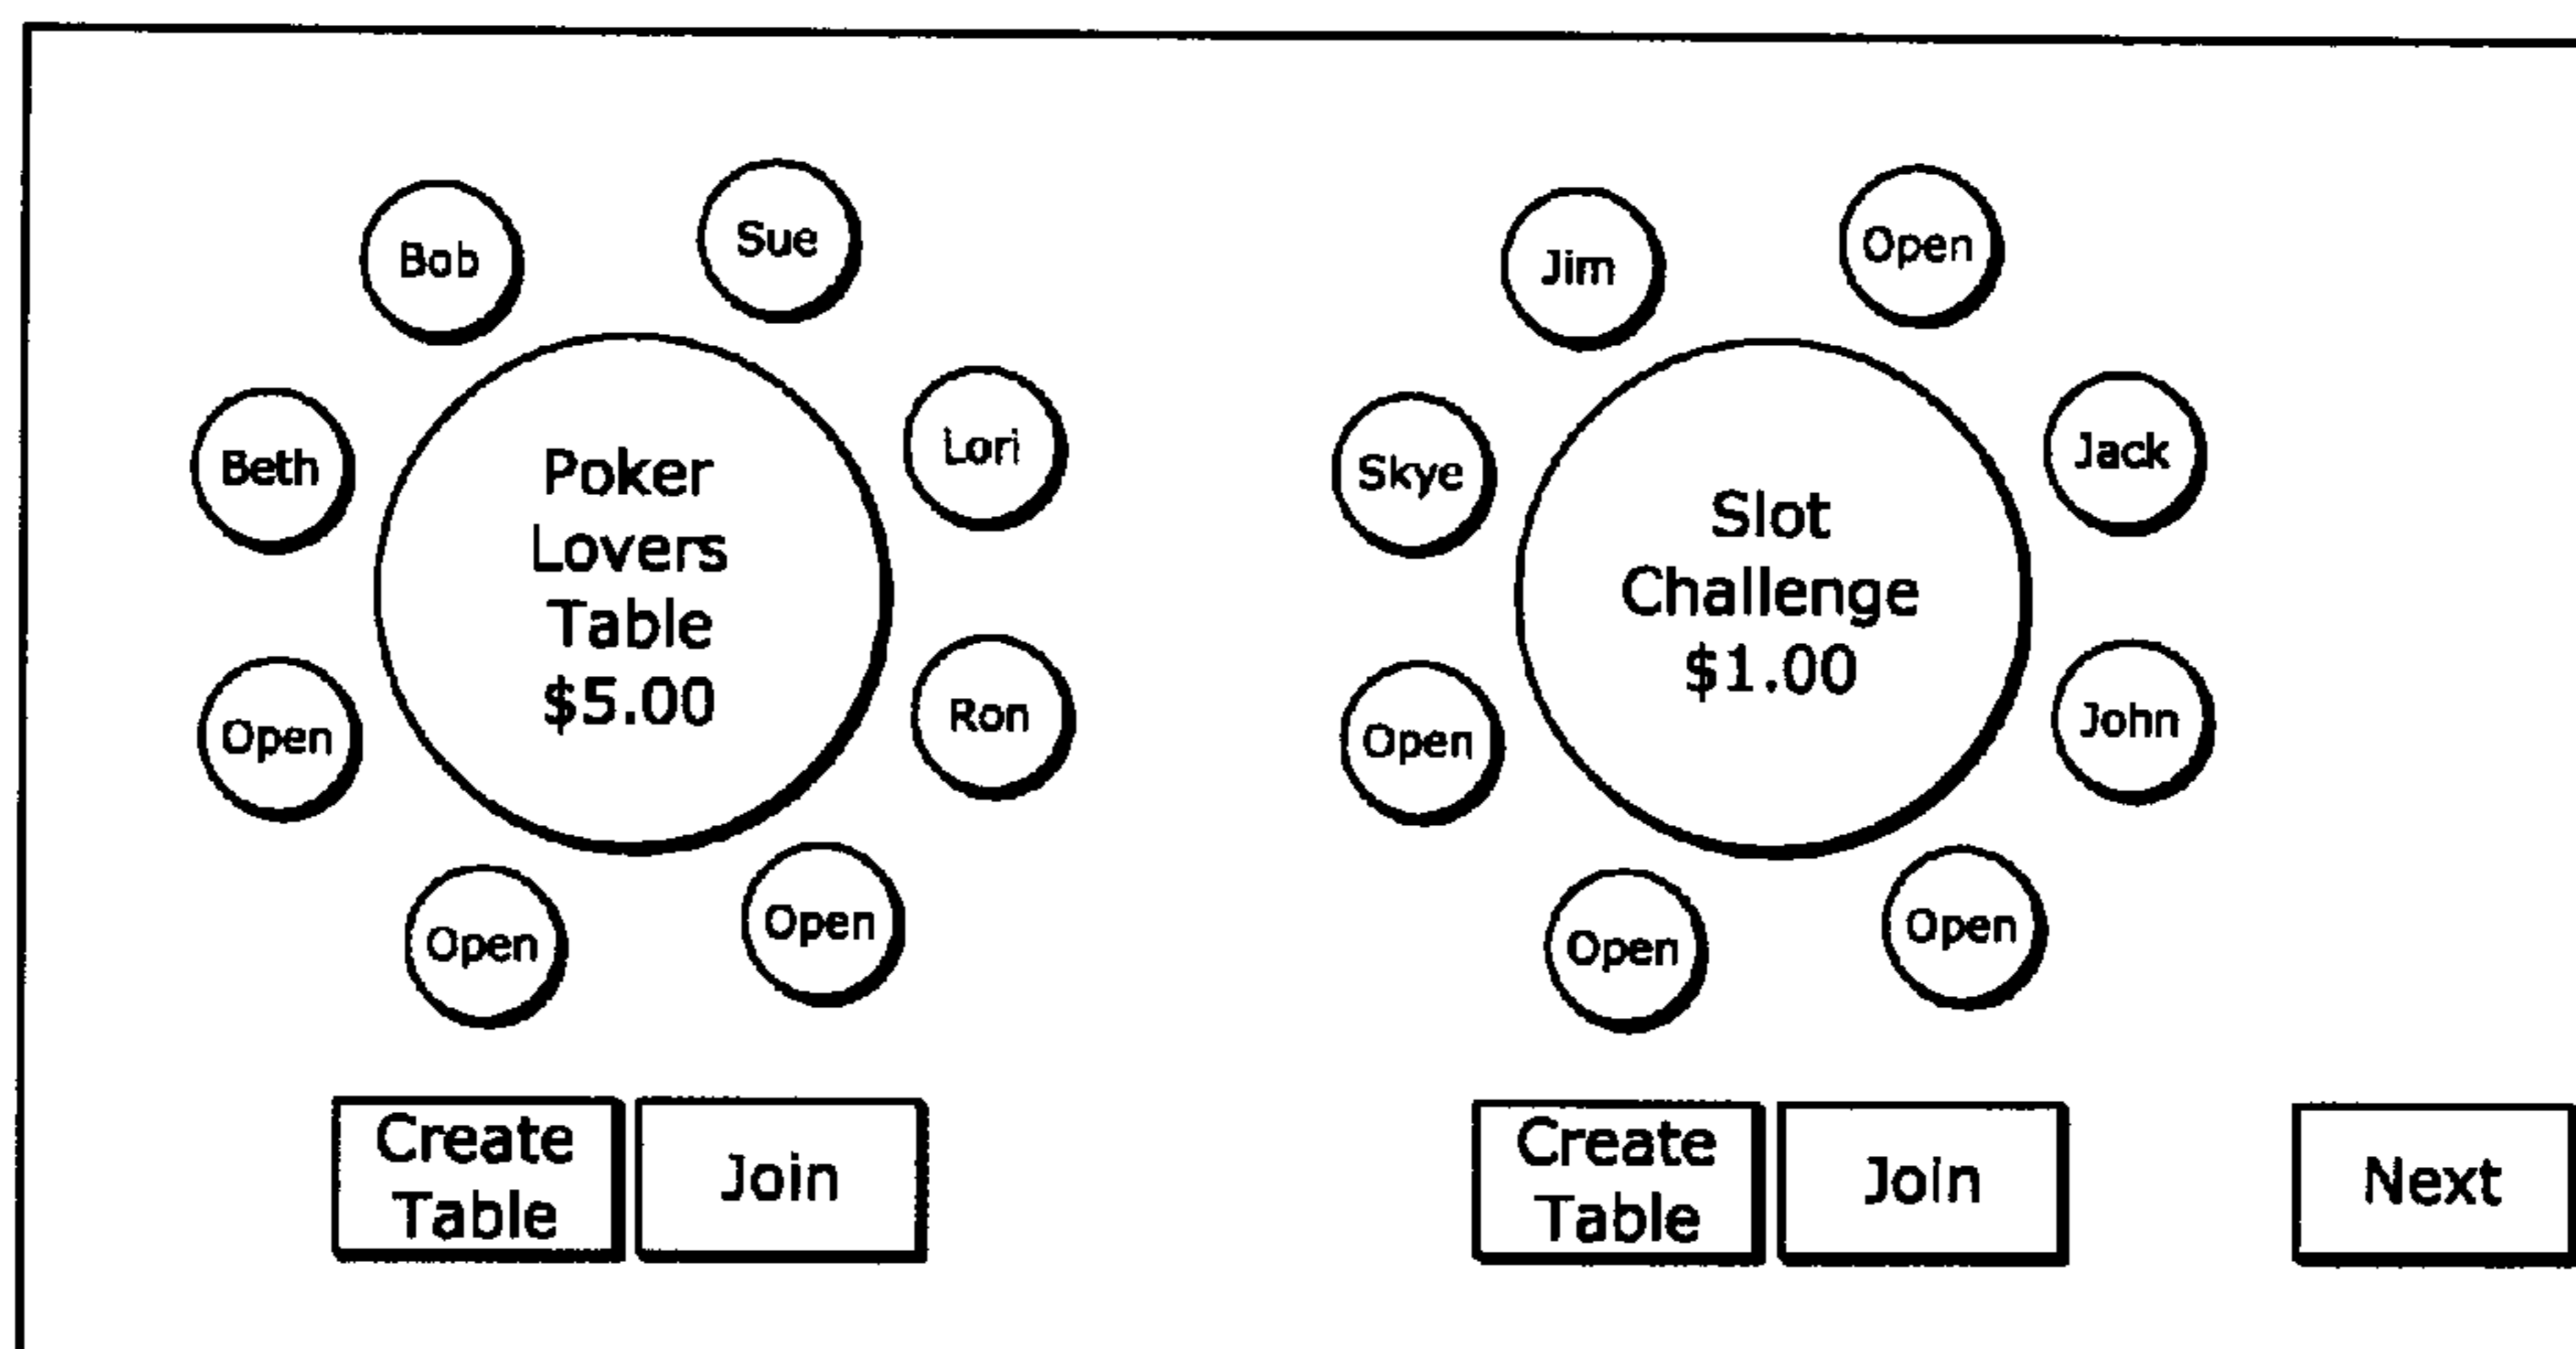 Bob
Sue
Beth
Lori
Poker
Lovers
Table
$5.00
Open
Ron
Open
Open
Create
Table
Join
Jim
Open
Skye
Jack
Slot
Challenge
$1.00
Open
John
Open
Open
Create
Table
Join
Next